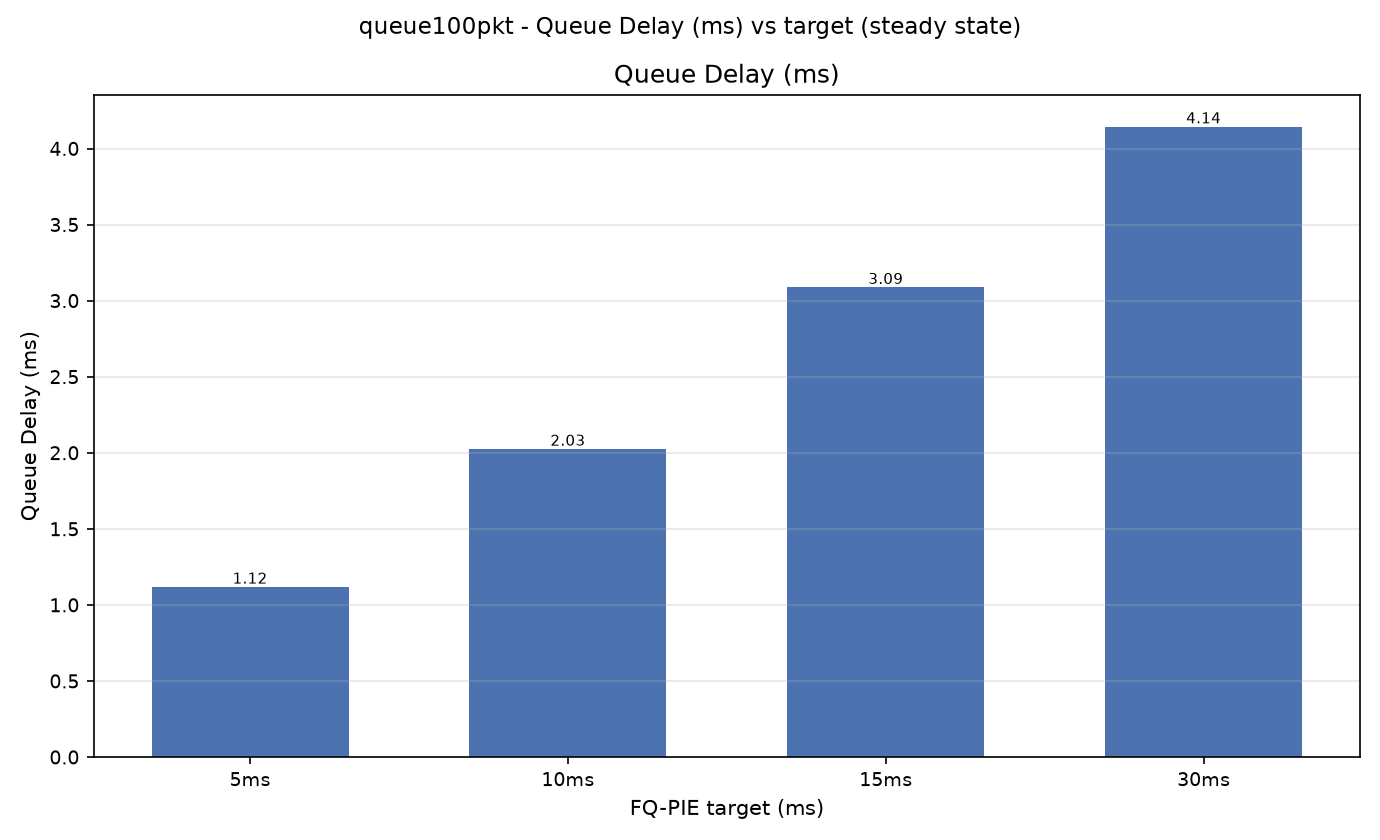 queue100pkt - Queue Delay (ms) vs target (steady state)
Queue Delay (ms)
4.14
4.0
3.5
3.09
3.0
2.5
2.03
2.0
1.5
1.12
1.0
0.5
0.0
Queue Delay (ms)
5ms 10ms 15ms 30ms
FQ-PIE target (ms)